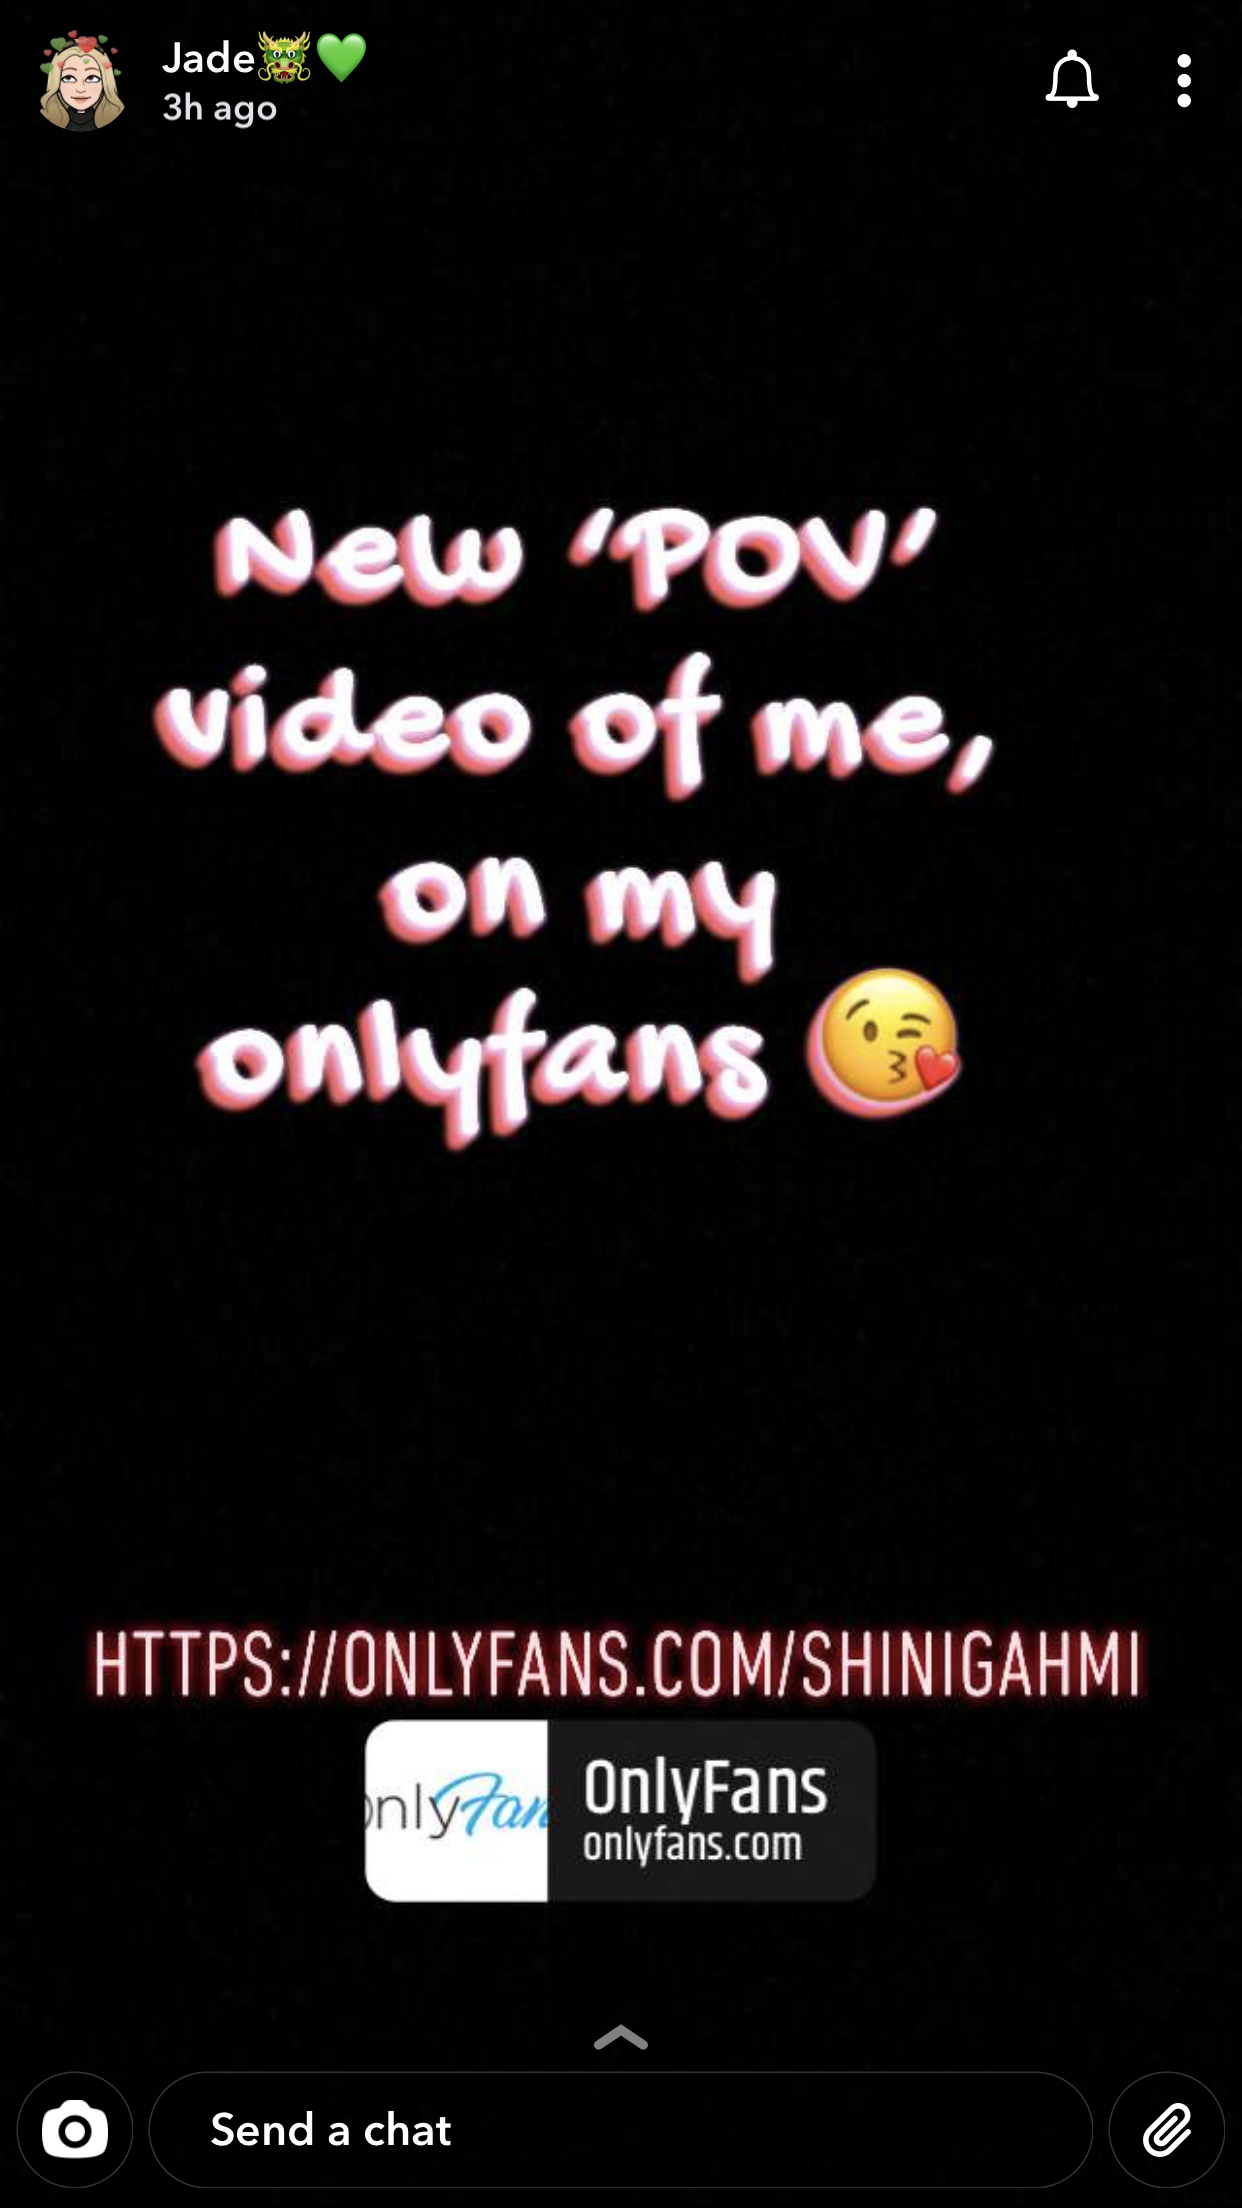 Jade🐲💚
3h ago
New ‘POV’
video of me,
on my
onlyfans 😘
HTTPS://ONLYFANS.COM/SHINIGAHMI
onlyFan
OnlyFans
onlyfans.com
Send a chat